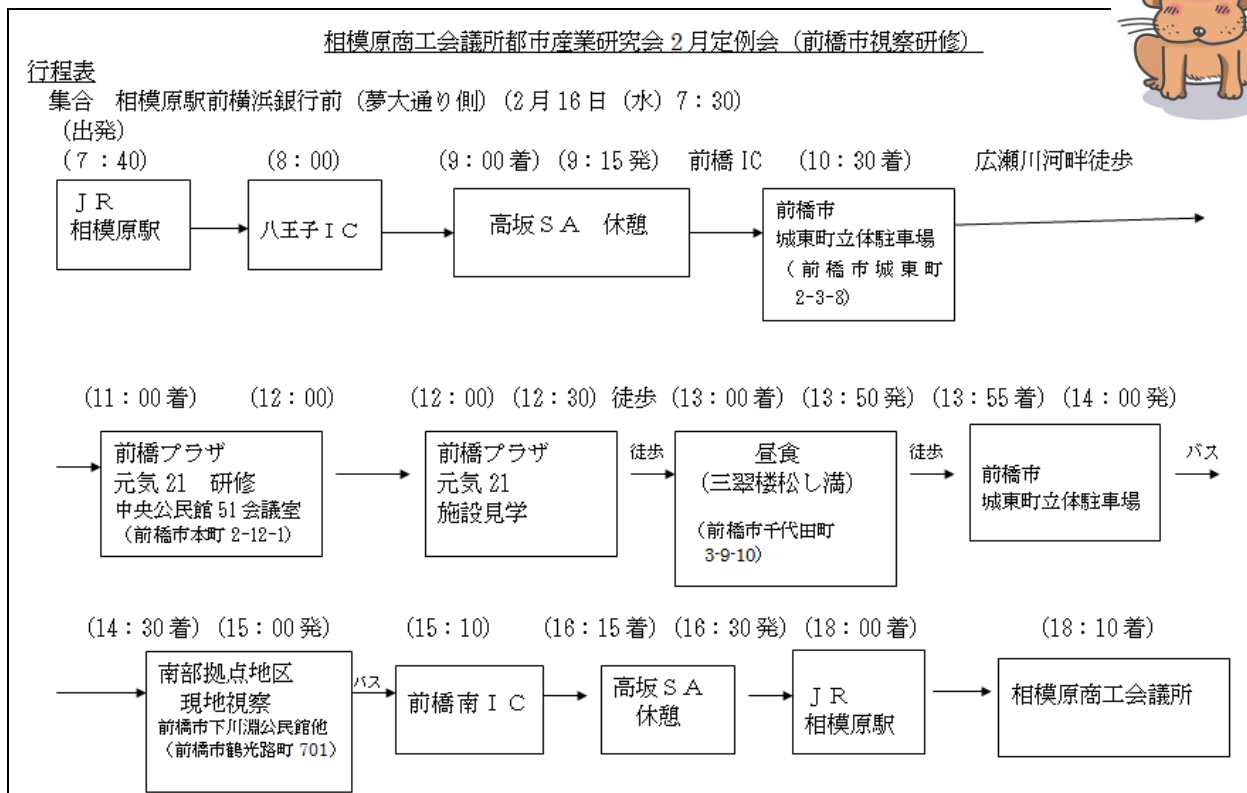 相模原商工会議所都市産業研究会2月定例会（前橋市視察研修）
行程表
集合　相模原駅前横浜銀行前（夢大通り側）（2月16日（水）7：30）
（出発）
（7：40）　（8：00）　（9：00着）（9：15発）　前橋IC　（10：30着）　広瀬川河畔徒歩
ＪＲ
相模原駅
八王子ＩＣ
高坂ＳＡ　休憩
前橋市
城東町立体駐車場
（前橋市城東町
2-3-8）
（11：00着）　（12：00）　（12：00）（12：30）徒歩（13：00着）（13：50発）（13：55着）（14：00発）
前橋プラザ
元気21　研修
中央公民館51会議室
（前橋市本町2-12-1）
前橋プラザ
元気21
施設見学
徒歩
昼食
（三翠楼松し満）
（前橋市千代田町
3-9-10）
徒歩
前橋市
城東町立体駐車場
バス
（14：30着）（15：00発）　（15：10）　（16：15着）（16：30発）（18：00着）　（18：10着）
南部拠点地区
現地視察
前橋市下川淵公民館他
（前橋市鶴光路町701）
バス
前橋南ＩＣ
高坂ＳＡ
休憩
ＪＲ
相模原駅
相模原商工会議所